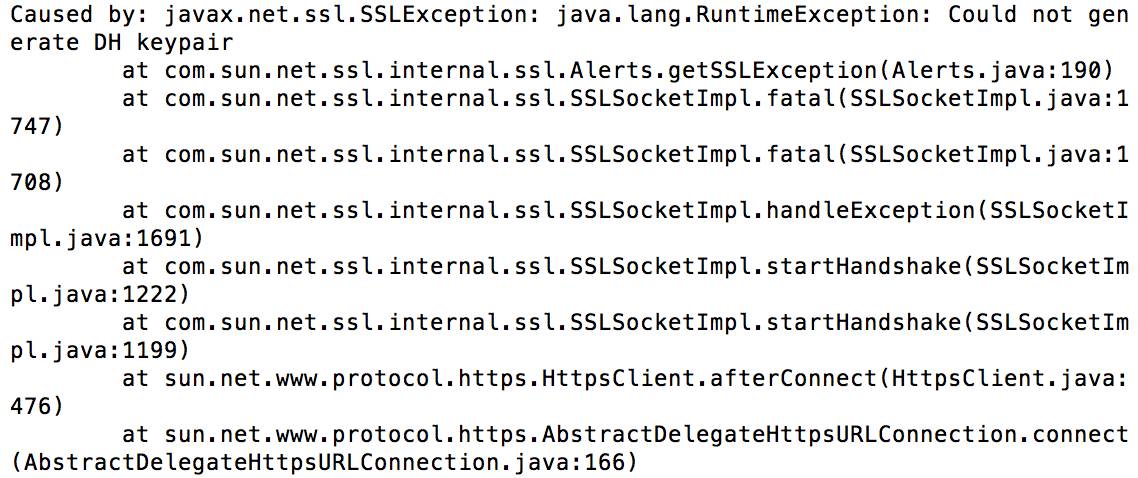 Caused by: javax.net.ssl.SSLException: java.lang.RuntimeException: Could not gen
erate DH keypair
        at com.sun.net.ssl.internal.ssl.Alerts.getSSLException(Alerts.java:190)
        at com.sun.net.ssl.internal.ssl.SSLSocketImpl.fatal(SSLSocketImpl.java:1
747)
        at com.sun.net.ssl.internal.ssl.SSLSocketImpl.fatal(SSLSocketImpl.java:1
708)
        at com.sun.net.ssl.internal.ssl.SSLSocketImpl.handleException(SSLSocketI
mpl.java:1691)
        at com.sun.net.ssl.internal.ssl.SSLSocketImpl.startHandshake(SSLSocketIm
pl.java:1222)
        at com.sun.net.ssl.internal.ssl.SSLSocketImpl.startHandshake(SSLSocketIm
pl.java:1199)
        at sun.net.www.protocol.https.HttpsClient.afterConnect(HttpsClient.java:
476)
        at sun.net.www.protocol.https.AbstractDelegateHttpsURLConnection.connect
(AbstractDelegateHttpsURLConnection.java:166)